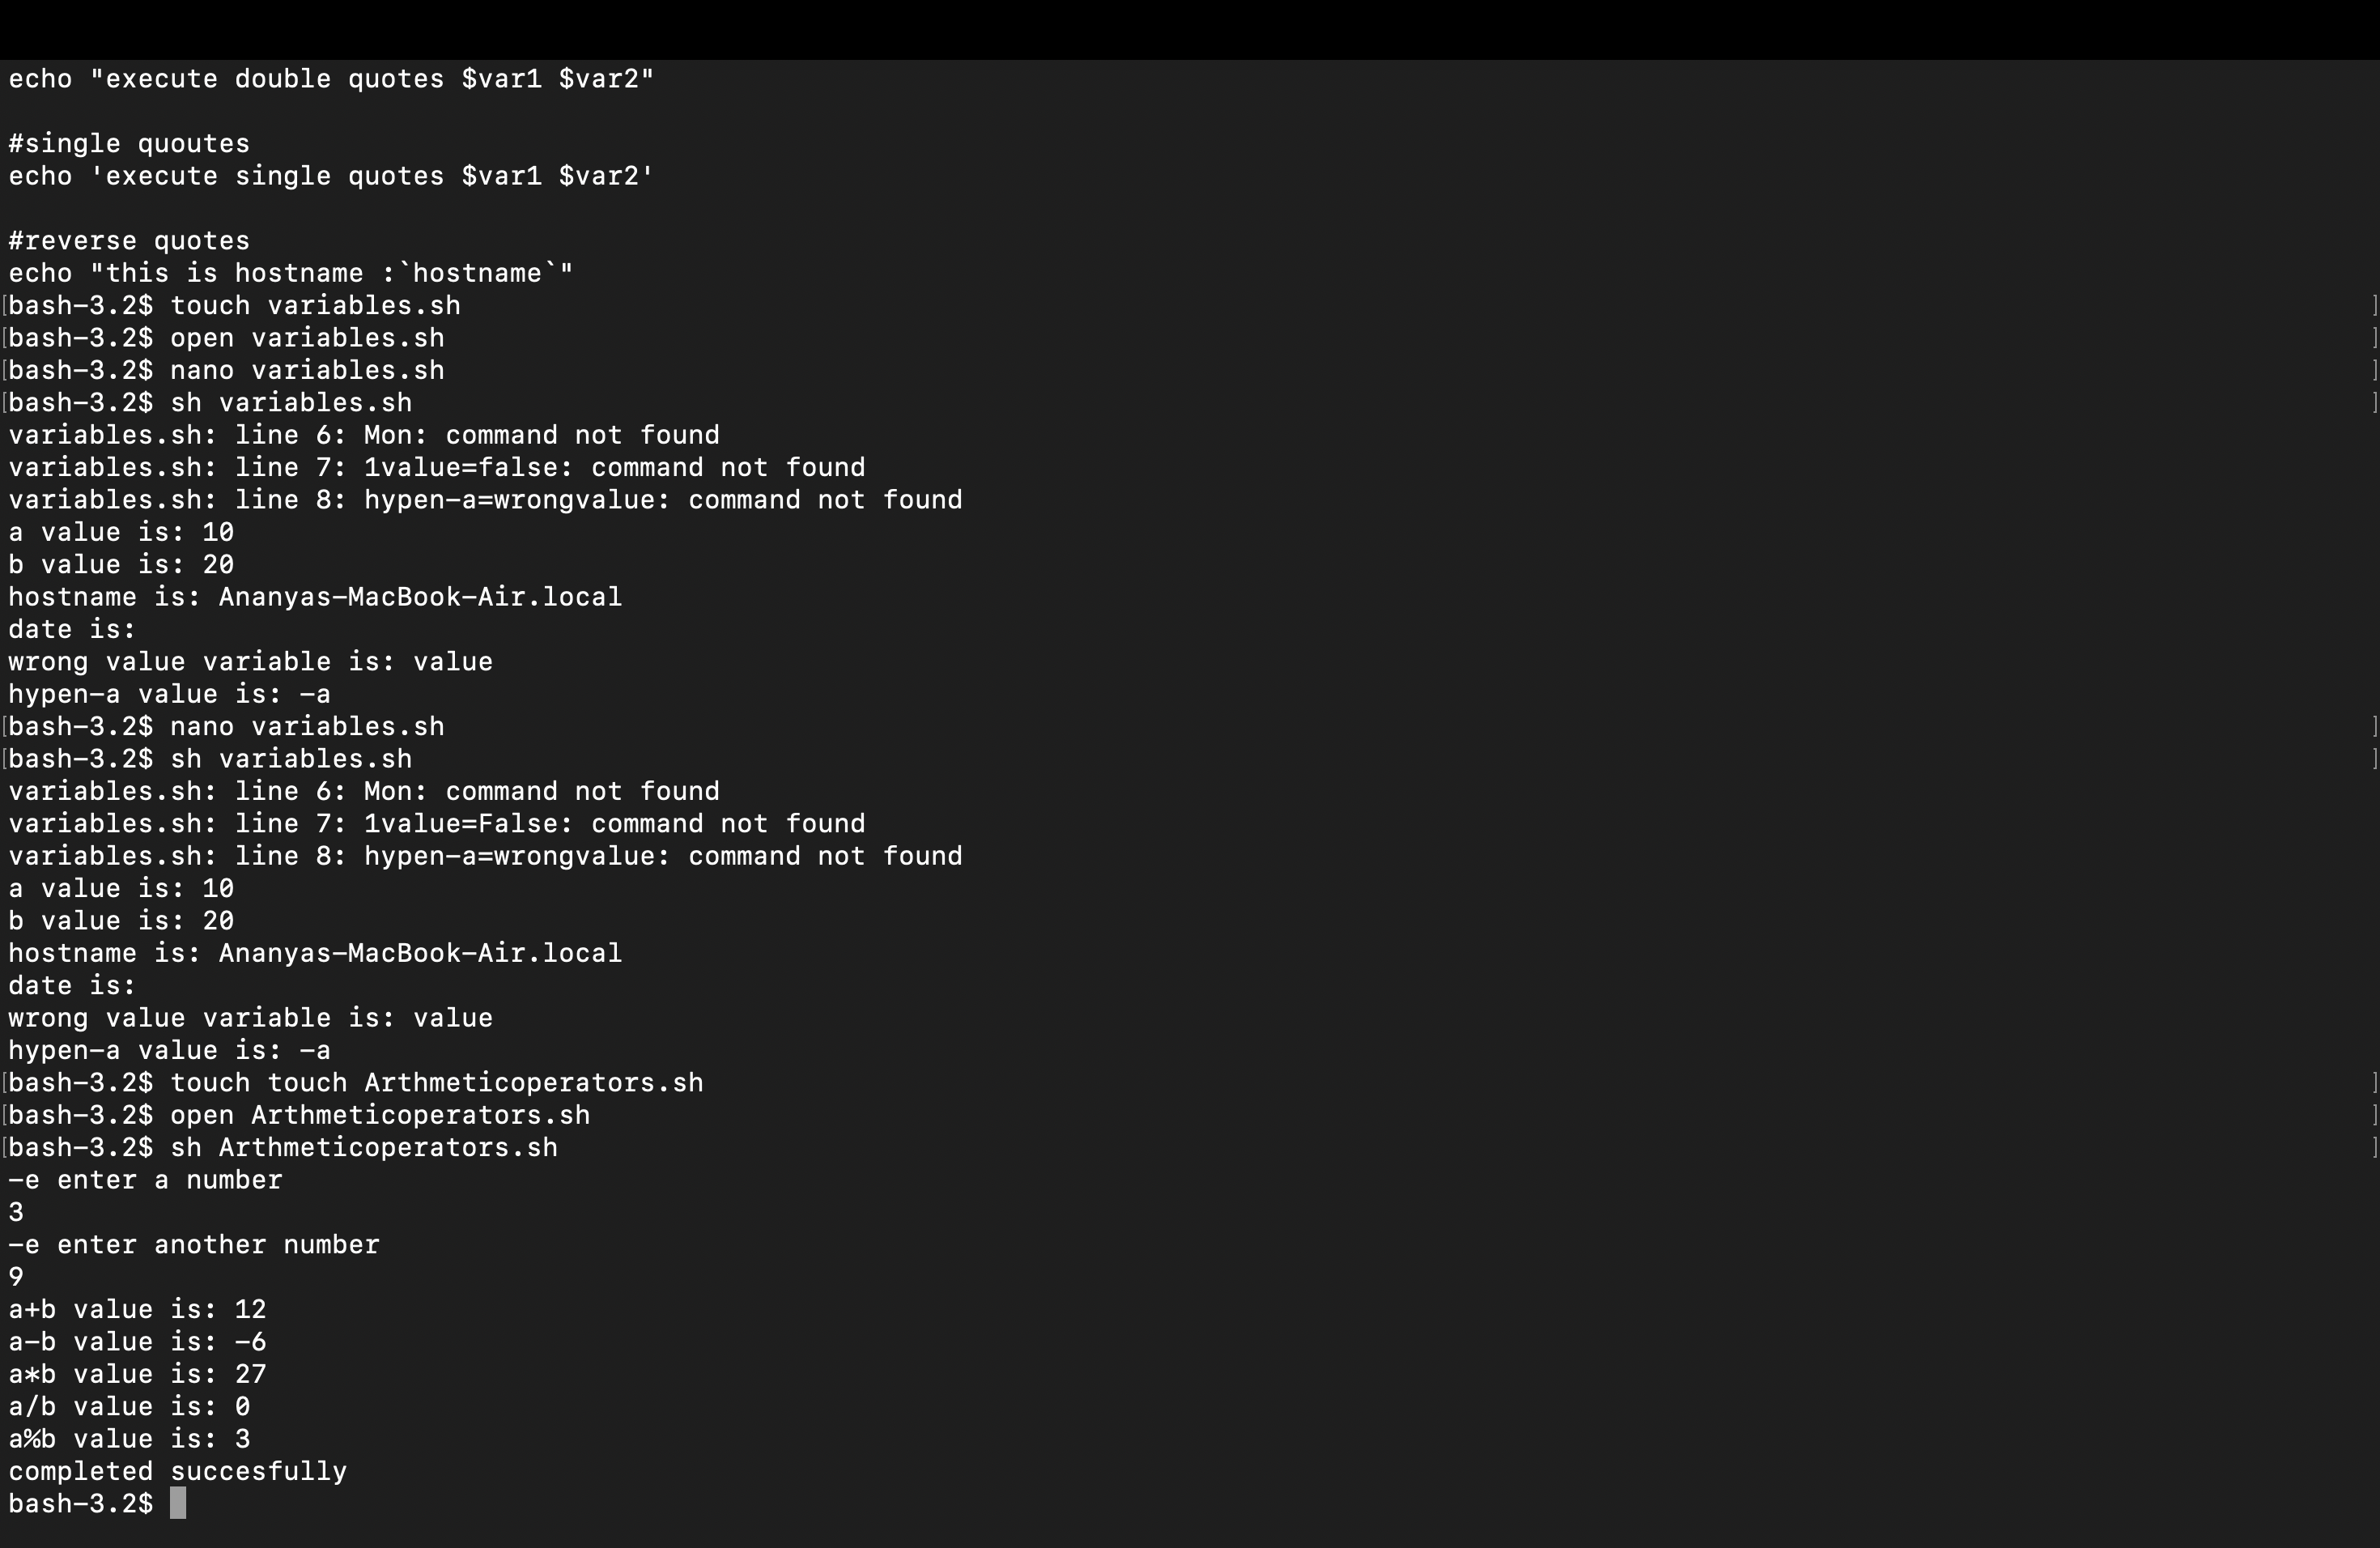 echo "execute double quotes $var1 $var2"
#single quoutes
echo 'execute single quotes $var1 $var2'
#reverse quotes
echo "this is hostname :`hostname`"
[bash-3.2$ touch variables.sh ]
[bash-3.2$ open variables.sh ]
[bash-3.2$ nano variables.sh ]
[bash-3.2$ sh variables.sh ]
variables.sh: line 6: Mon: command not found
variables.sh: line 7: 1value=false: command not found
variables.sh: line 8: hypen-a=wrongvalue: command not found
a value is: 10
b value is: 20
hostname is: Ananyas-MacBook-Air.local
date is:
wrong value variable is: value
hypen-a value is: -a
[bash-3.2$ nano variables.sh ]
[bash-3.2$ sh variables.sh ]
variables.sh: line 6: Mon: command not found
variables.sh: line 7: 1value=False: command not found
variables.sh: line 8: hypen-a=wrongvalue: command not found
a value is: 10
b value is: 20
hostname is: Ananyas-MacBook-Air.local
date is:
wrong value variable is: value
hypen-a value is: -a
[bash-3.2$ touch touch Arthmeticoperators.sh ]
[bash-3.2$ open Arthmeticoperators.sh ]
[bash-3.2$ sh Arthmeticoperators.sh ]
-e enter a number
3
-e enter another number
9
a+b value is: 12
a-b value is: -6
a*b value is: 27
a/b value is: 0
a%b value is: 3
completed succesfully
bash-3.2$